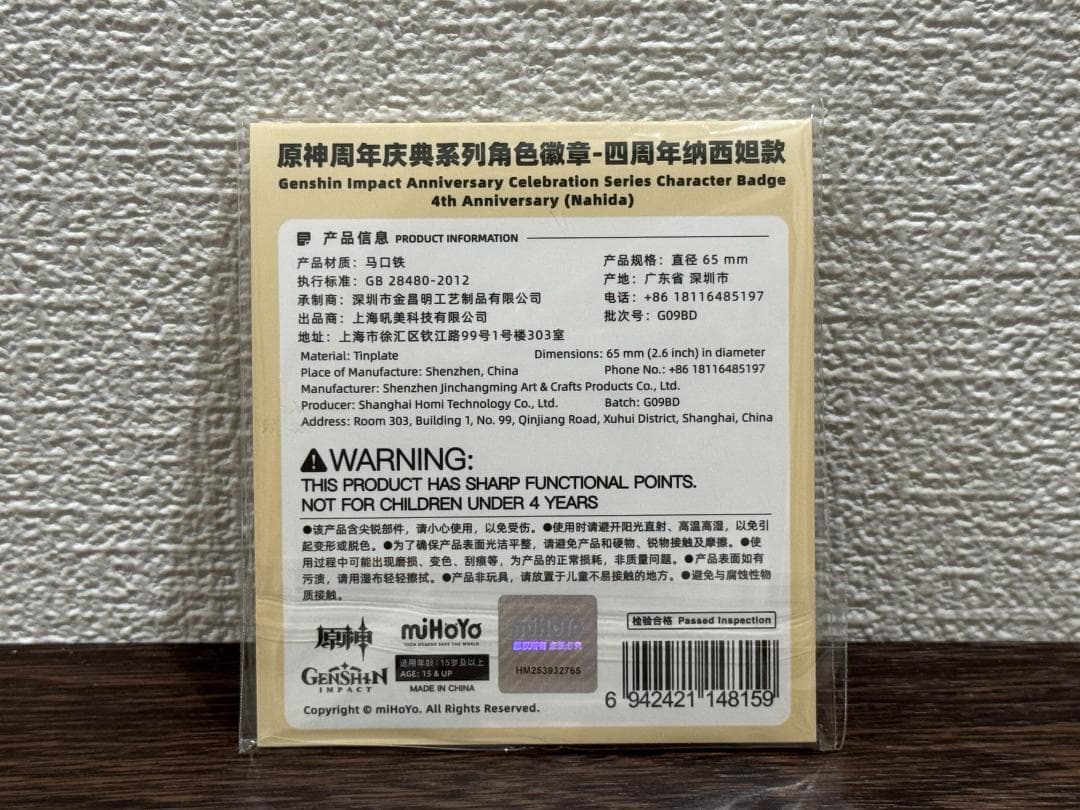 原神周年庆典系列角色徽章-四周年纳西妲款
Genshin Impact Anniversary Celebration Series Character Badge
4th Anniversary (Nahida)
产品信息 PRODUCT INFORMATION
产品材质：马口铁 产品规格：直径 65 mm
执行标准：GB 28480-2012 产地：广东省 深圳市
承制商：深圳市金昌明工艺制品有限公司 电话：+86 18116485197
出品商：上海吼美科技有限公司 批次号：G09BD
地址：上海市徐汇区钦江路99号1号楼303室
Material: Tinplate Dimensions: 65 mm (2.6 inch) in diameter
Place of Manufacture: Shenzhen, China Phone No.: +86 18116485197
Manufacturer: Shenzhen Jinchangming Art & Crafts Products Co., Ltd.
Producer: Shanghai Homi Technology Co., Ltd. Batch: G09BD
Address: Room 303, Building 1, No. 99, Qinjiang Road, Xuhui District, Shanghai, China
WARNING:
THIS PRODUCT HAS SHARP FUNCTIONAL POINTS.
NOT FOR CHILDREN UNDER 4 YEARS
●该产品含尖锐部件，请小心使用，以免受伤。●使用时请避开阳光直射、高温高湿，以免引
起变形或脱色。●为了确保产品表面光洁平整，请避免产品和硬物、锐物接触及摩擦。●使
用过程中可能出现磨损、变色、刮痕等，为产品的正常损耗，非质量问题。●产品表面如有
污渍，请用湿布轻轻擦拭。●产品非玩具，请放置于儿童不易接触的地方。●避免与腐蚀性物
质接触。
原神
GENSHIN
IMPACT
miHoYo
TECH OTAKUS SAVE THE WORLD
适用年龄：15岁及以上
AGE: 15 & UP
MADE IN CHINA
miHoYo
版权所有 盗版必究
HM253932765
检验合格 Passed Inspection
6 942421 148159
Copyright © miHoYo. All Rights Reserved.